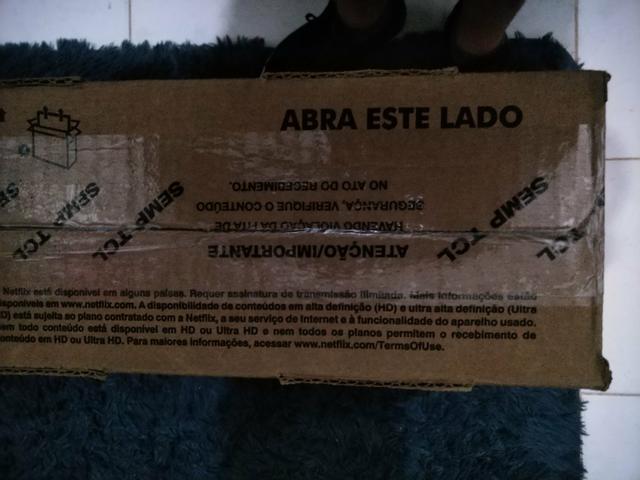 ABRA ESTE LADO
ATENÇÃO/IMPORTANTE
HAVENDO VIOLAÇÃO DA FITA DE
SEGURANÇA, VERIFIQUE CONTEÚDO
NO ATO DO RECEBIMENTO.
SEMP TCL
SEMP TCL
SEMP TCL
SEMP TCL
Netflix está disponível em alguns países. Requer assinatura de transmissão ilimitada. Mais informações estão
disponíveis em www.netflix.com. A disponibilidade de conteúdos em alta definição (HD) e ultra alta definição (Ultra
HD) está sujeita ao plano contratado com a Netflix, a seu serviço de Internet e à funcionalidade do aparelho usado.
Nem todo conteúdo está disponível em HD ou Ultra HD e nem todos os planos permitem o recebimento de
conteúdo em HD ou Ultra HD. Para maiores informações, acessar www.netflix.com/TermsOfUse.